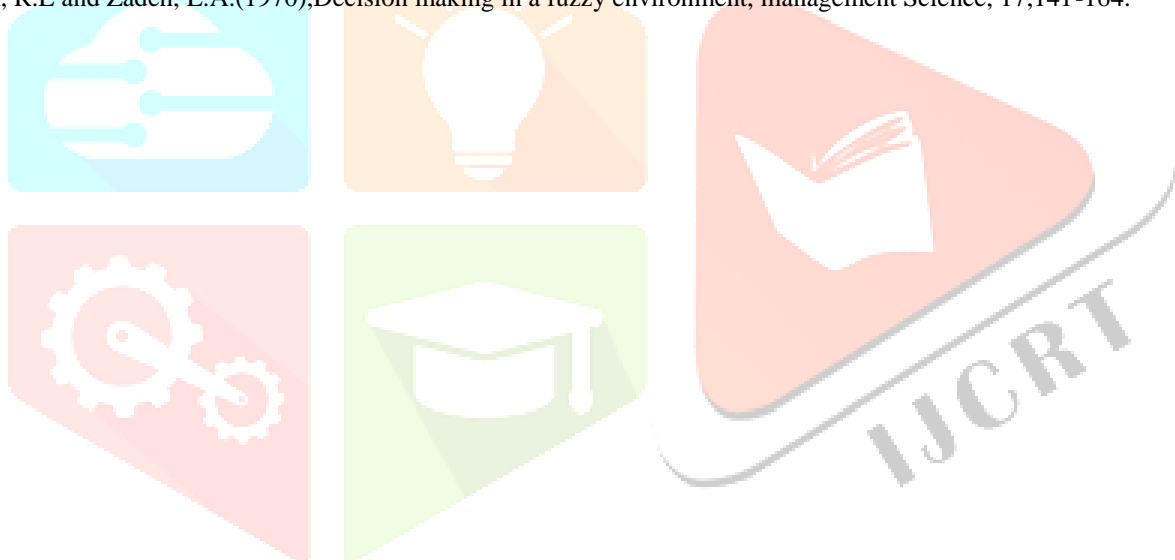 , R.E and Zadeh, L.A.(1970),Decision making in a fuzzy environment, management Science, 17,141-164.
IJCRT